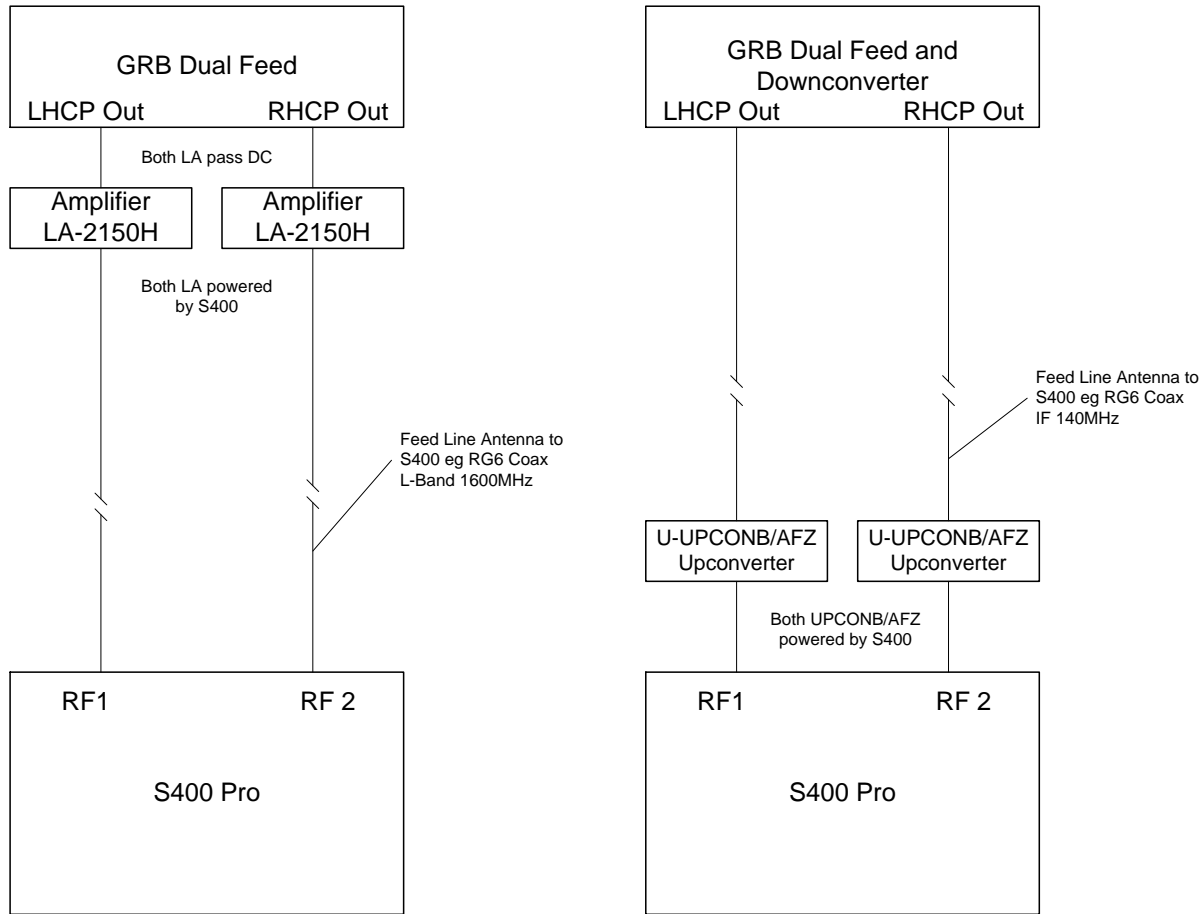 GRB Dual Feed
LHCP Out
RHCP Out
Both LA pass DC
Amplifier
LA-2150H
Amplifier
LA-2150H
Both LA powered
by S400
Feed Line Antenna to
S400 eg RG6 Coax
L-Band 1600MHz
RF1
RF 2
S400 Pro
GRB Dual Feed and
Downconverter
LHCP Out
RHCP Out
Feed Line Antenna to
S400 eg RG6 Coax
IF 140MHz
U-UPCONB/AFZ
Upconverter
U-UPCONB/AFZ
Upconverter
Both UPCONB/AFZ
powered by S400
RF1
RF 2
S400 Pro